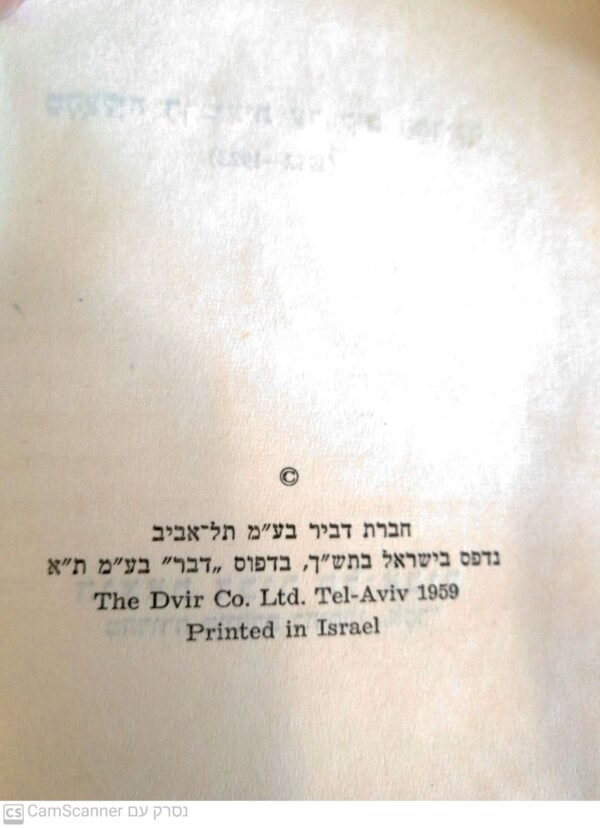 ©
חברת דביר בע״מ תל־אביב
נדפס בישראל בתש״ך, בדפוס „דבר״ בע״מ ת״א
The Dvir Co. Ltd. Tel-Aviv 1959
Printed in Israel
CS CamScanner נסרק עם